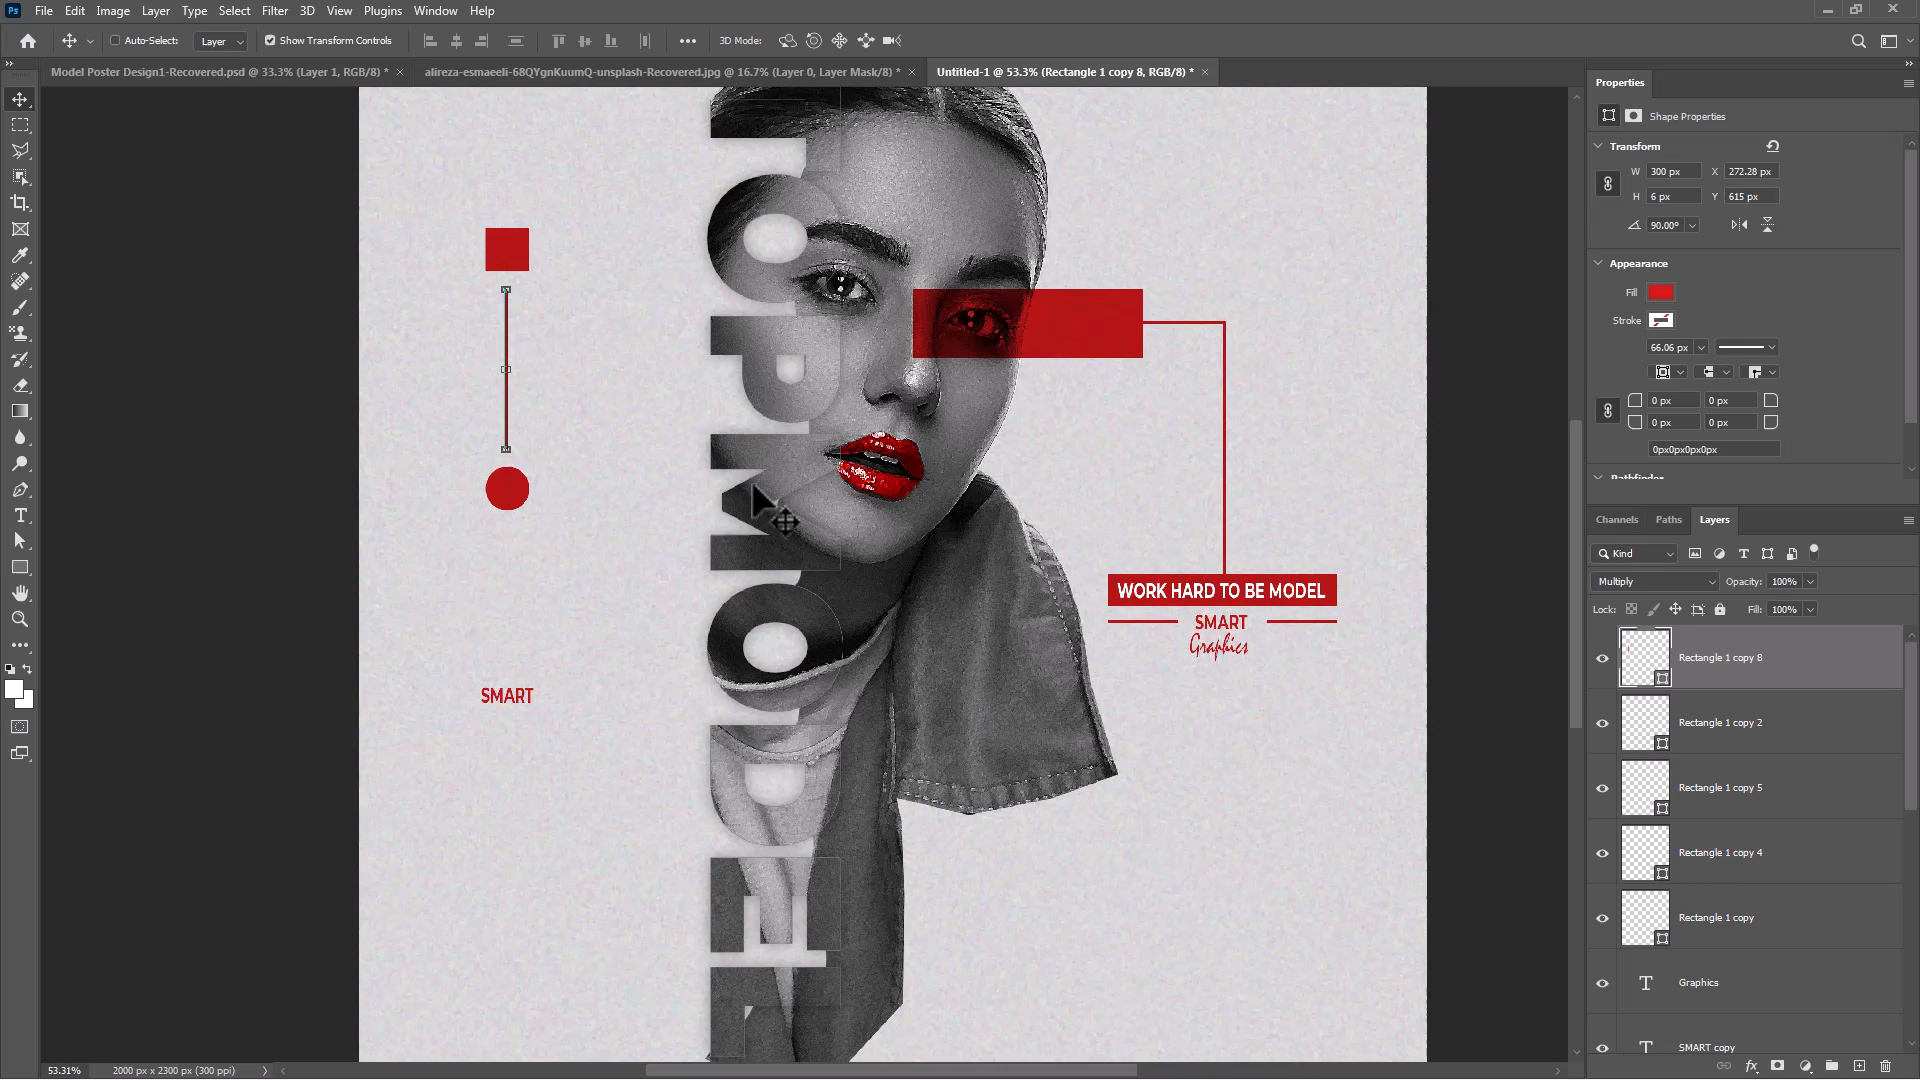 Ps File Edit Image Layer Type Select Filter 3D View Plugins Window Help
Auto-Select: Layer Show Transform Controls 3D Mode:
Model Poster Design1-Recovered.psd @ 33.3% (Layer 1, RGB/8) * × alireza-esmaeeli-68QYgnKuumQ-unsplash-Recovered.jpg @ 16.7% (Layer 0, Layer Mask/8) * × Untitled-1 @ 53.3% (Rectangle 1 copy 8, RGB/8) * ×
TOPMODEL
WORK HARD TO BE MODEL
SMART
Graphics
SMART
Properties
Shape Properties
Transform
W 300 px X 272.28 px
H 6 px Y 615 px
90.00°
Appearance
Fill
Stroke
66.06 px
0 px 0 px
0 px 0 px
0px0px0px0px
Pathfinder
Channels Paths Layers
Kind
Multiply Opacity: 100%
Lock: Fill: 100%
Rectangle 1 copy 8
Rectangle 1 copy 2
Rectangle 1 copy 5
Rectangle 1 copy 4
Rectangle 1 copy
T Graphics
T SMART copy
53.31% 2000 px x 2300 px (300 ppi)